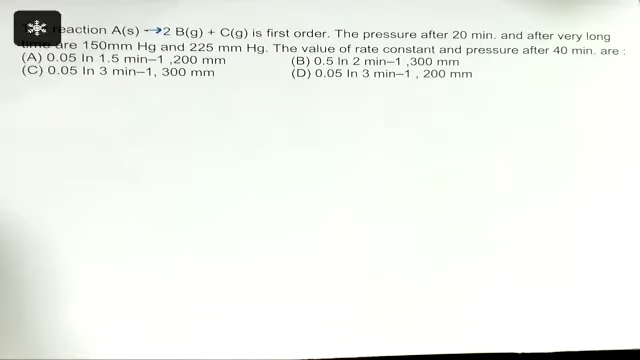 reaction A(s) → 2 B(g) + C(g) is first order. The pressure after 20 min. and after very long
time are 150mm Hg and 225 mm Hg. The value of rate constant and pressure after 40 min. are :
(A) 0.05 ln 1.5 min–1 ,200 mm (B) 0.5 ln 2 min–1 ,300 mm
(C) 0.05 ln 3 min–1, 300 mm (D) 0.05 ln 3 min–1 , 200 mm